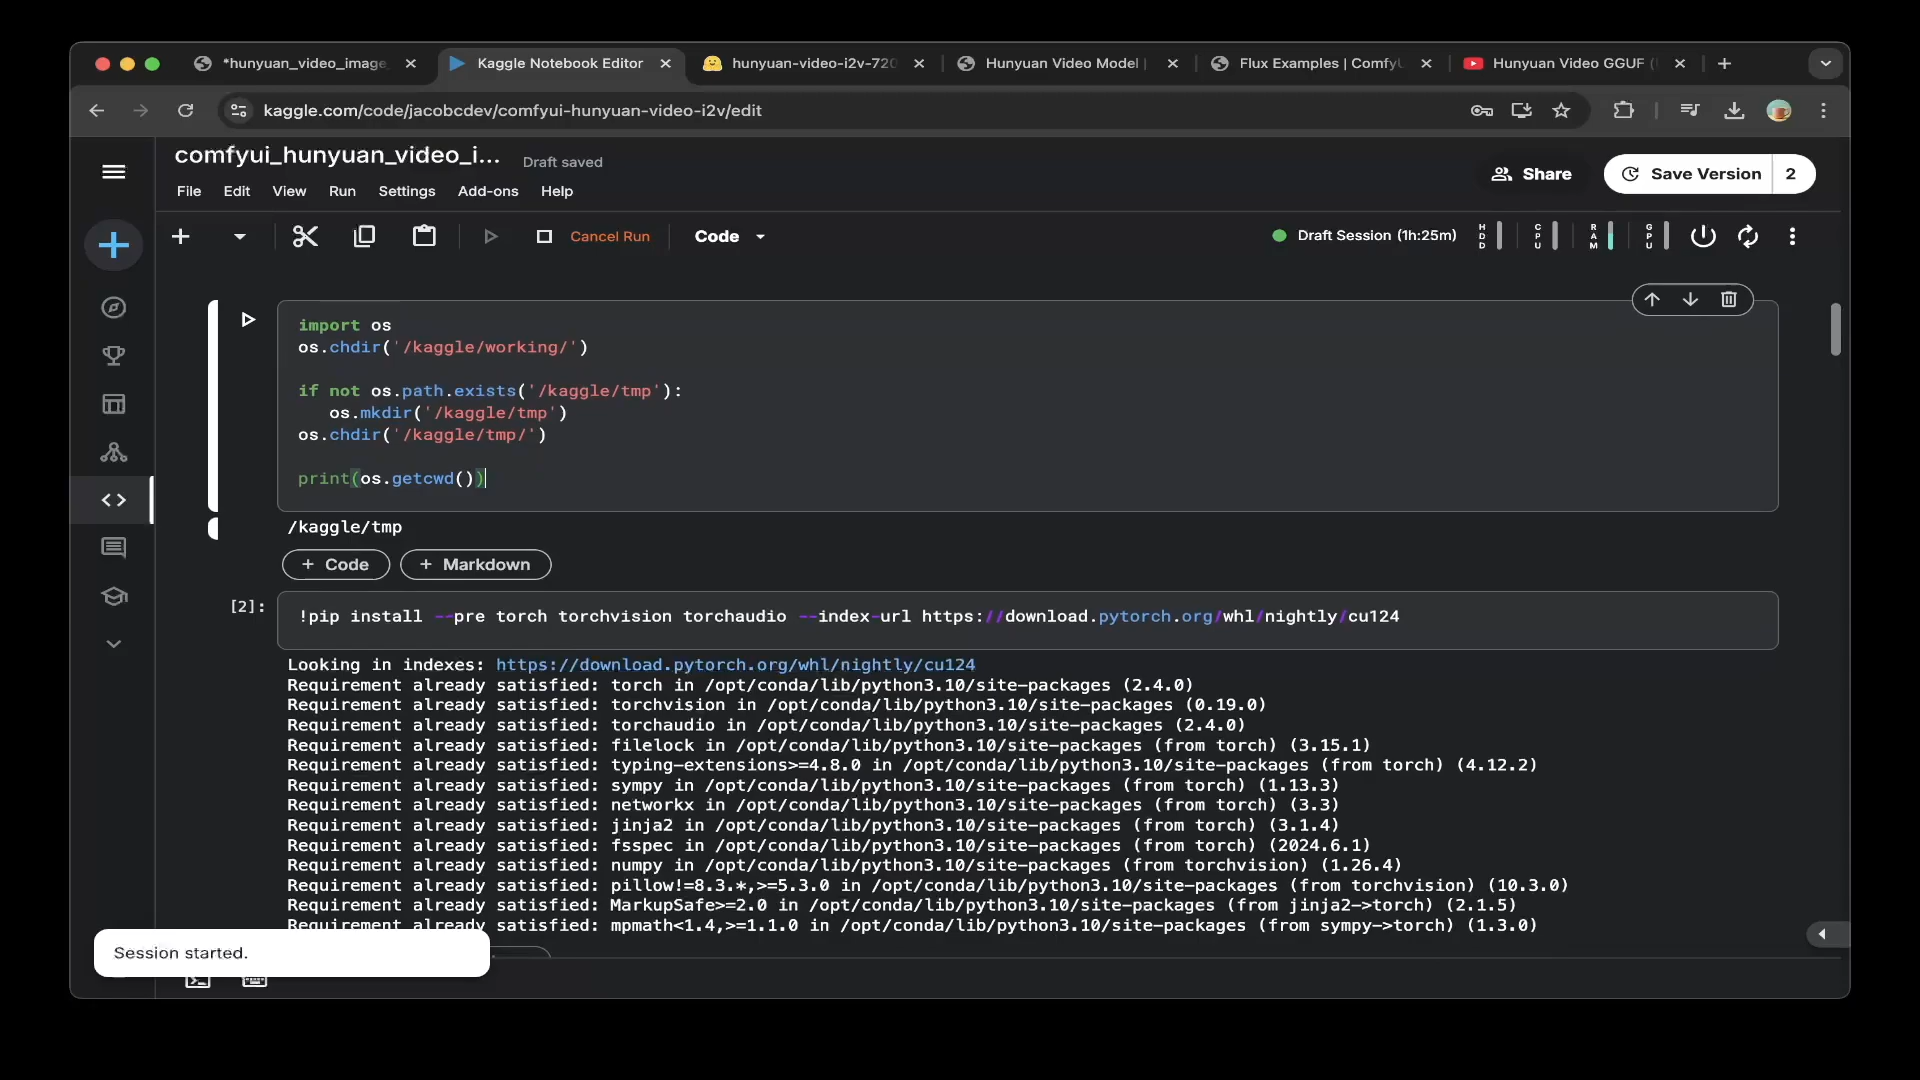 *hunyuan_video_image
Kaggle Notebook Editor
hunyuan-video-i2v-720
Hunyuan Video Model |
Flux Examples | ComfyU
Hunyuan Video GGUF (
kaggle.com/code/jacobcdev/comfyui-hunyuan-video-i2v/edit
comfyui_hunyuan_video_i... Draft saved
Share
Save Version 2
File Edit View Run Settings Add-ons Help
Cancel Run
Code
Draft Session (1h:25m)
HDD
CPU
RAM
GPU
import os
os.chdir('/kaggle/working/')
if not os.path.exists('/kaggle/tmp'):
   os.mkdir('/kaggle/tmp')
os.chdir('/kaggle/tmp/')
print(os.getcwd())
/kaggle/tmp
+ Code
+ Markdown
[2]:
!pip install --pre torch torchvision torchaudio --index-url https://download.pytorch.org/whl/nightly/cu124
Looking in indexes: https://download.pytorch.org/whl/nightly/cu124
Requirement already satisfied: torch in /opt/conda/lib/python3.10/site-packages (2.4.0)
Requirement already satisfied: torchvision in /opt/conda/lib/python3.10/site-packages (0.19.0)
Requirement already satisfied: torchaudio in /opt/conda/lib/python3.10/site-packages (2.4.0)
Requirement already satisfied: filelock in /opt/conda/lib/python3.10/site-packages (from torch) (3.15.1)
Requirement already satisfied: typing-extensions>=4.8.0 in /opt/conda/lib/python3.10/site-packages (from torch) (4.12.2)
Requirement already satisfied: sympy in /opt/conda/lib/python3.10/site-packages (from torch) (1.13.3)
Requirement already satisfied: networkx in /opt/conda/lib/python3.10/site-packages (from torch) (3.3)
Requirement already satisfied: jinja2 in /opt/conda/lib/python3.10/site-packages (from torch) (3.1.4)
Requirement already satisfied: fsspec in /opt/conda/lib/python3.10/site-packages (from torch) (2024.6.1)
Requirement already satisfied: numpy in /opt/conda/lib/python3.10/site-packages (from torchvision) (1.26.4)
Requirement already satisfied: pillow!=8.3.*,>=5.3.0 in /opt/conda/lib/python3.10/site-packages (from torchvision) (10.3.0)
Requirement already satisfied: MarkupSafe>=2.0 in /opt/conda/lib/python3.10/site-packages (from jinja2->torch) (2.1.5)
Requirement already satisfied: mpmath<1.4,>=1.1.0 in /opt/conda/lib/python3.10/site-packages (from sympy->torch) (1.3.0)
Session started.